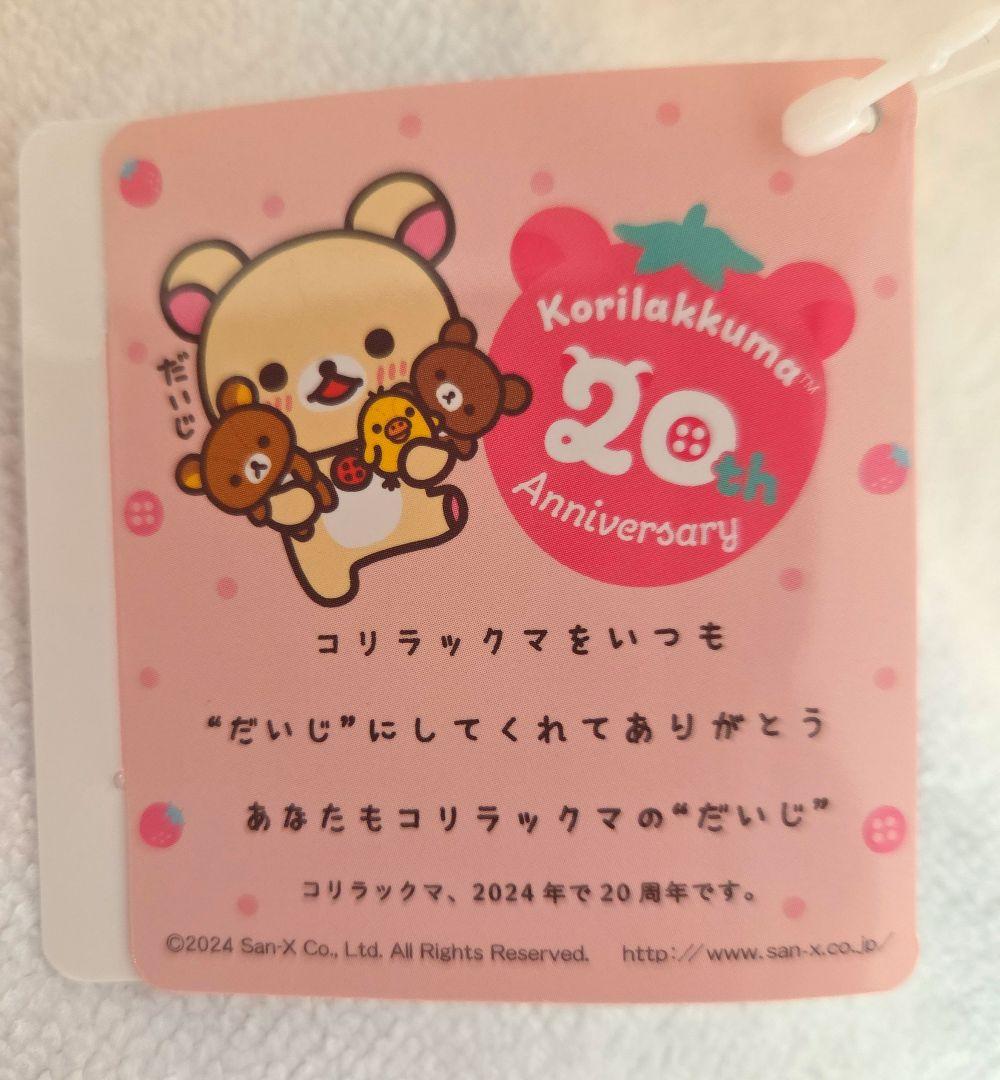 だいじ
Korilakkuma™
20th
Anniversary
コリラックマをいつも
“だいじ”にしてくれてありがとう
あなたもコリラックマの“だいじ”
コリラックマ、2024年で20周年です。
©2024 San-X Co., Ltd. All Rights Reserved. http://www.san-x.co.jp/